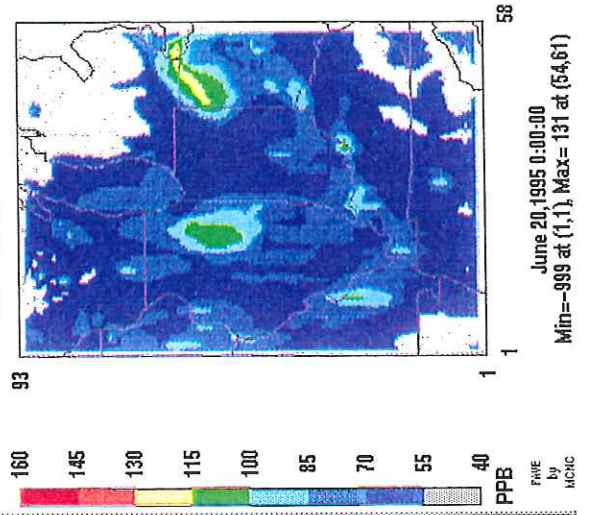 160
145
130
115
100
85
70
55
40
PPB
PAVE
by
MCNC
93
1
1
58
June 20,1995 0:00:00
Min=-999 at (1,1), Max= 131 at (54,61)